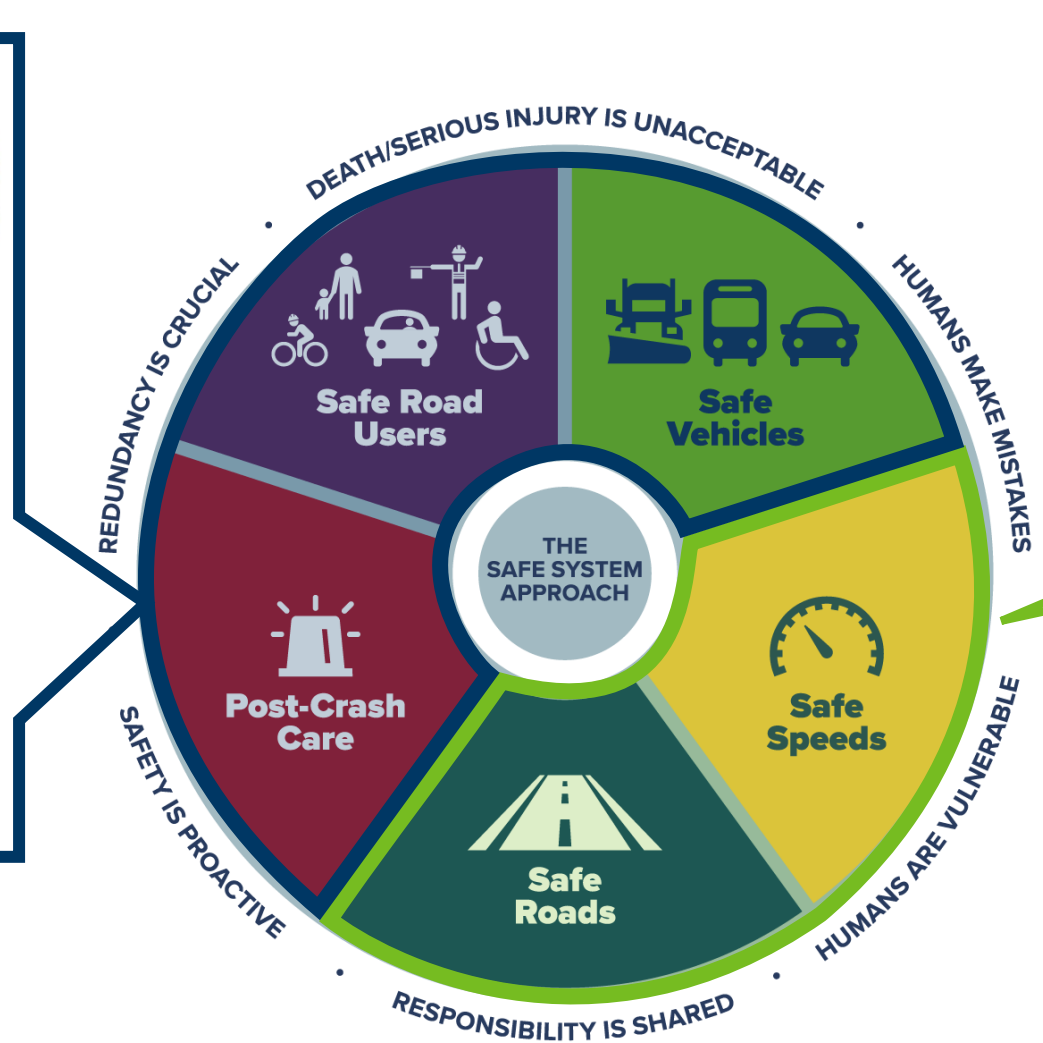 DEATH/SERIOUS INJURY IS UNACCEPTABLE
HUMANS MAKE MISTAKES
HUMANS ARE VULNERABLE
RESPONSIBILITY IS SHARED
SAFETY IS PROACTIVE
REDUNDANCY IS CRUCIAL
Safe Road
Users
Safe
Vehicles
THE
SAFE SYSTEM
APPROACH
Safe
Speeds
Safe
Roads
Post-Crash
Care